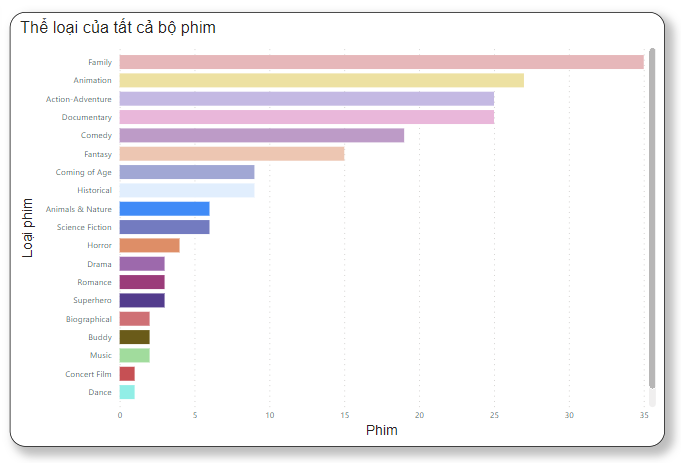 Thể loại của tất cả bộ phim
Loại phim
Family
Animation
Action-Adventure
Documentary
Comedy
Fantasy
Coming of Age
Historical
Animals & Nature
Science Fiction
Horror
Drama
Romance
Superhero
Biographical
Buddy
Music
Concert Film
Dance
0 5 10 15 20 25 30 35
Phim